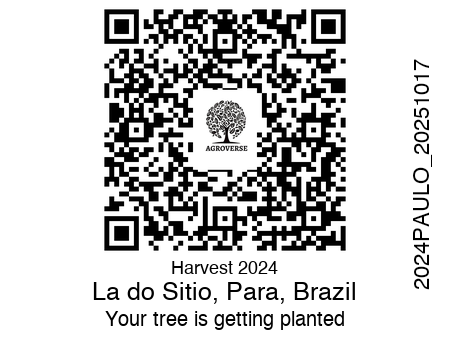 AGROVERSE
Harvest 2024
La do Sitio, Para, Brazil
Your tree is getting planted
2024PAULO_20251017